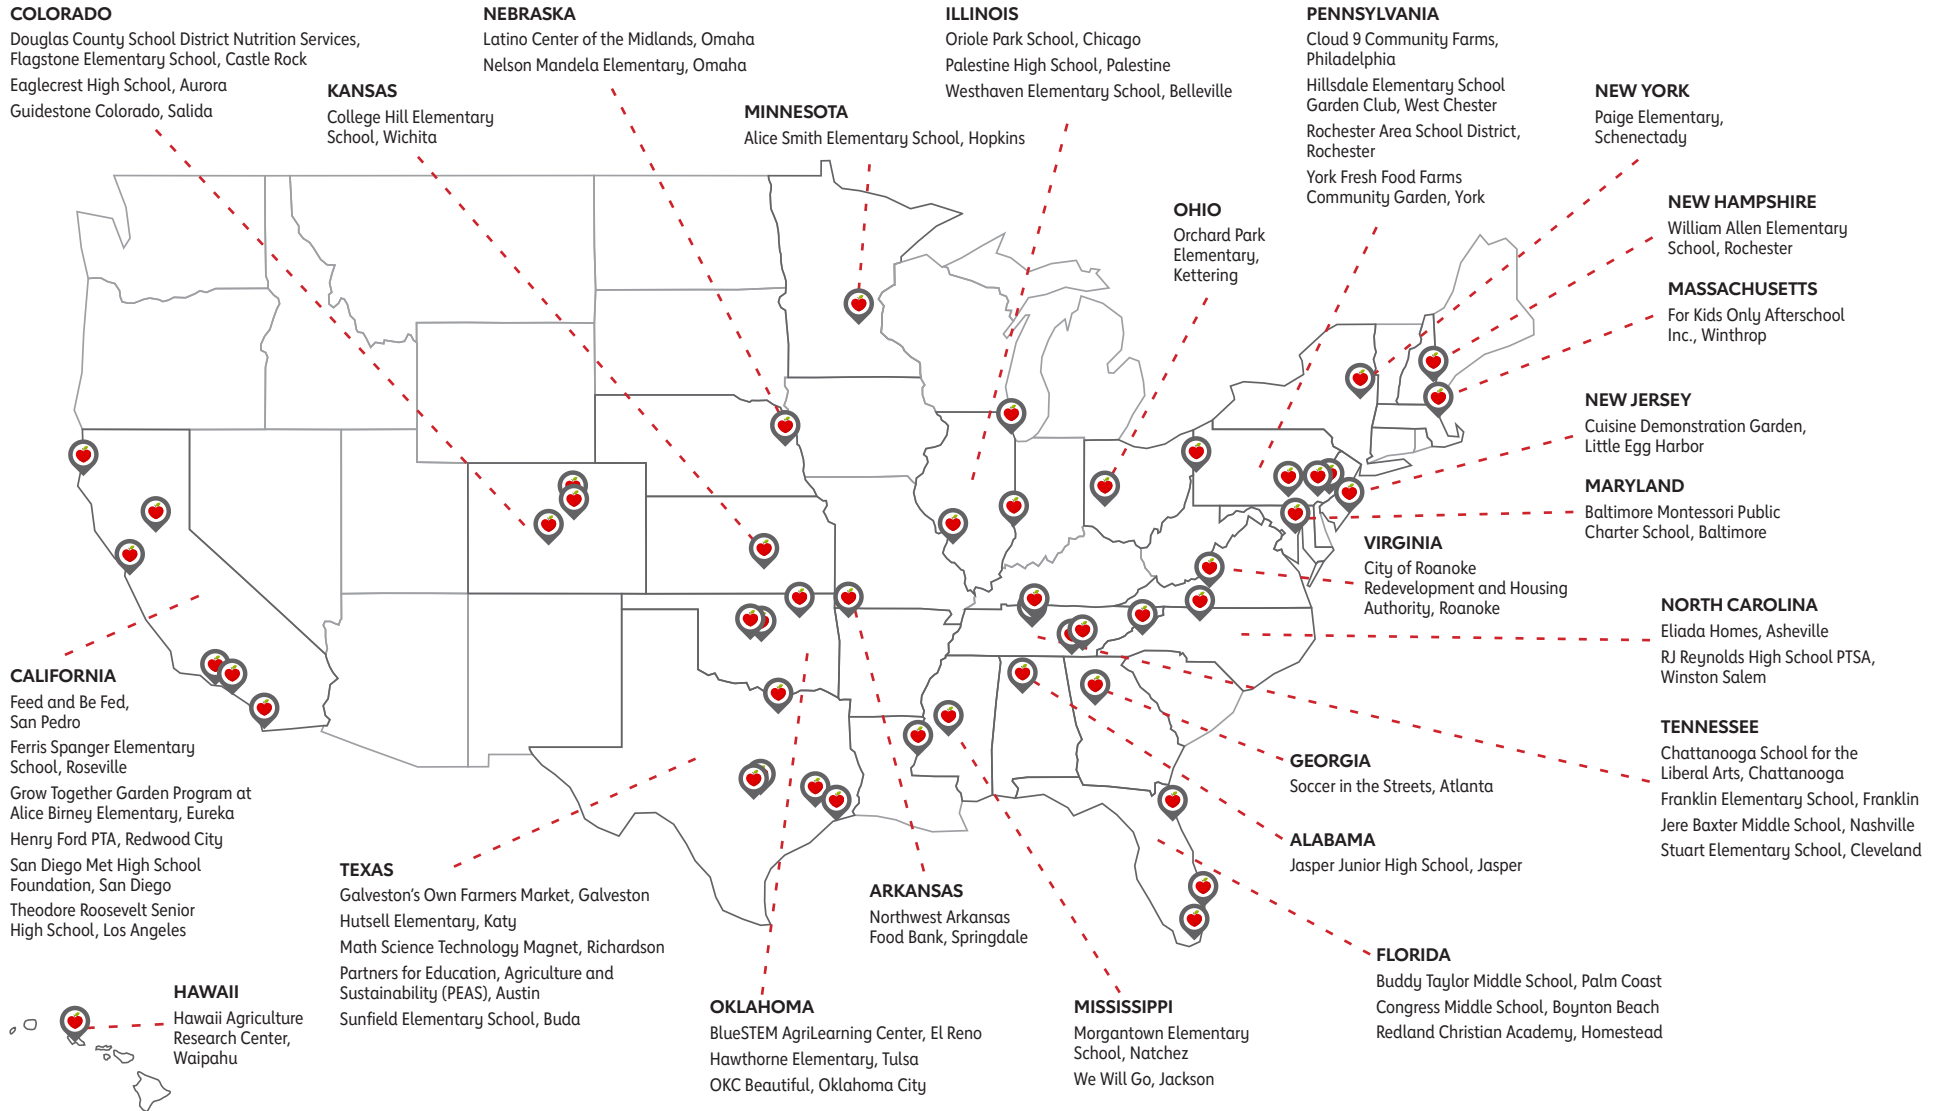 COLORADO
Douglas County School District Nutrition Services,
Flagstone Elementary School, Castle Rock
Eaglecrest High School, Aurora
Guidestone Colorado, Salida
KANSAS
College Hill Elementary
School, Wichita
NEBRASKA
Latino Center of the Midlands, Omaha
Nelson Mandela Elementary, Omaha
MINNESOTA
Alice Smith Elementary School, Hopkins
ILLINOIS
Oriole Park School, Chicago
Palestine High School, Palestine
Westhaven Elementary School, Belleville
OHIO
Orchard Park
Elementary,
Kettering
PENNSYLVANIA
Cloud 9 Community Farms,
Philadelphia
Hillsdale Elementary School
Garden Club, West Chester
Rochester Area School District,
Rochester
York Fresh Food Farms
Community Garden, York
NEW YORK
Paige Elementary,
Schenectady
NEW HAMPSHIRE
William Allen Elementary
School, Rochester
MASSACHUSETTS
For Kids Only Afterschool
Inc., Winthrop
NEW JERSEY
Cuisine Demonstration Garden,
Little Egg Harbor
MARYLAND
Baltimore Montessori Public
Charter School, Baltimore
VIRGINIA
City of Roanoke
Redevelopment and Housing
Authority, Roanoke
NORTH CAROLINA
Eliada Homes, Asheville
RJ Reynolds High School PTSA,
Winston Salem
TENNESSEE
Chattanooga School for the
Liberal Arts, Chattanooga
Franklin Elementary School, Franklin
Jere Baxter Middle School, Nashville
Stuart Elementary School, Cleveland
GEORGIA
Soccer in the Streets, Atlanta
ALABAMA
Jasper Junior High School, Jasper
FLORIDA
Buddy Taylor Middle School, Palm Coast
Congress Middle School, Boynton Beach
Redland Christian Academy, Homestead
MISSISSIPPI
Morgantown Elementary
School, Natchez
We Will Go, Jackson
ARKANSAS
Northwest Arkansas
Food Bank, Springdale
OKLAHOMA
BlueSTEM AgriLearning Center, El Reno
Hawthorne Elementary, Tulsa
OKC Beautiful, Oklahoma City
TEXAS
Galveston's Own Farmers Market, Galveston
Hutsell Elementary, Katy
Math Science Technology Magnet, Richardson
Partners for Education, Agriculture and
Sustainability (PEAS), Austin
Sunfield Elementary School, Buda
CALIFORNIA
Feed and Be Fed,
San Pedro
Ferris Spanger Elementary
School, Roseville
Grow Together Garden Program at
Alice Birney Elementary, Eureka
Henry Ford PTA, Redwood City
San Diego Met High School
Foundation, San Diego
Theodore Roosevelt Senior
High School, Los Angeles
HAWAII
Hawaii Agriculture
Research Center,
Waipahu